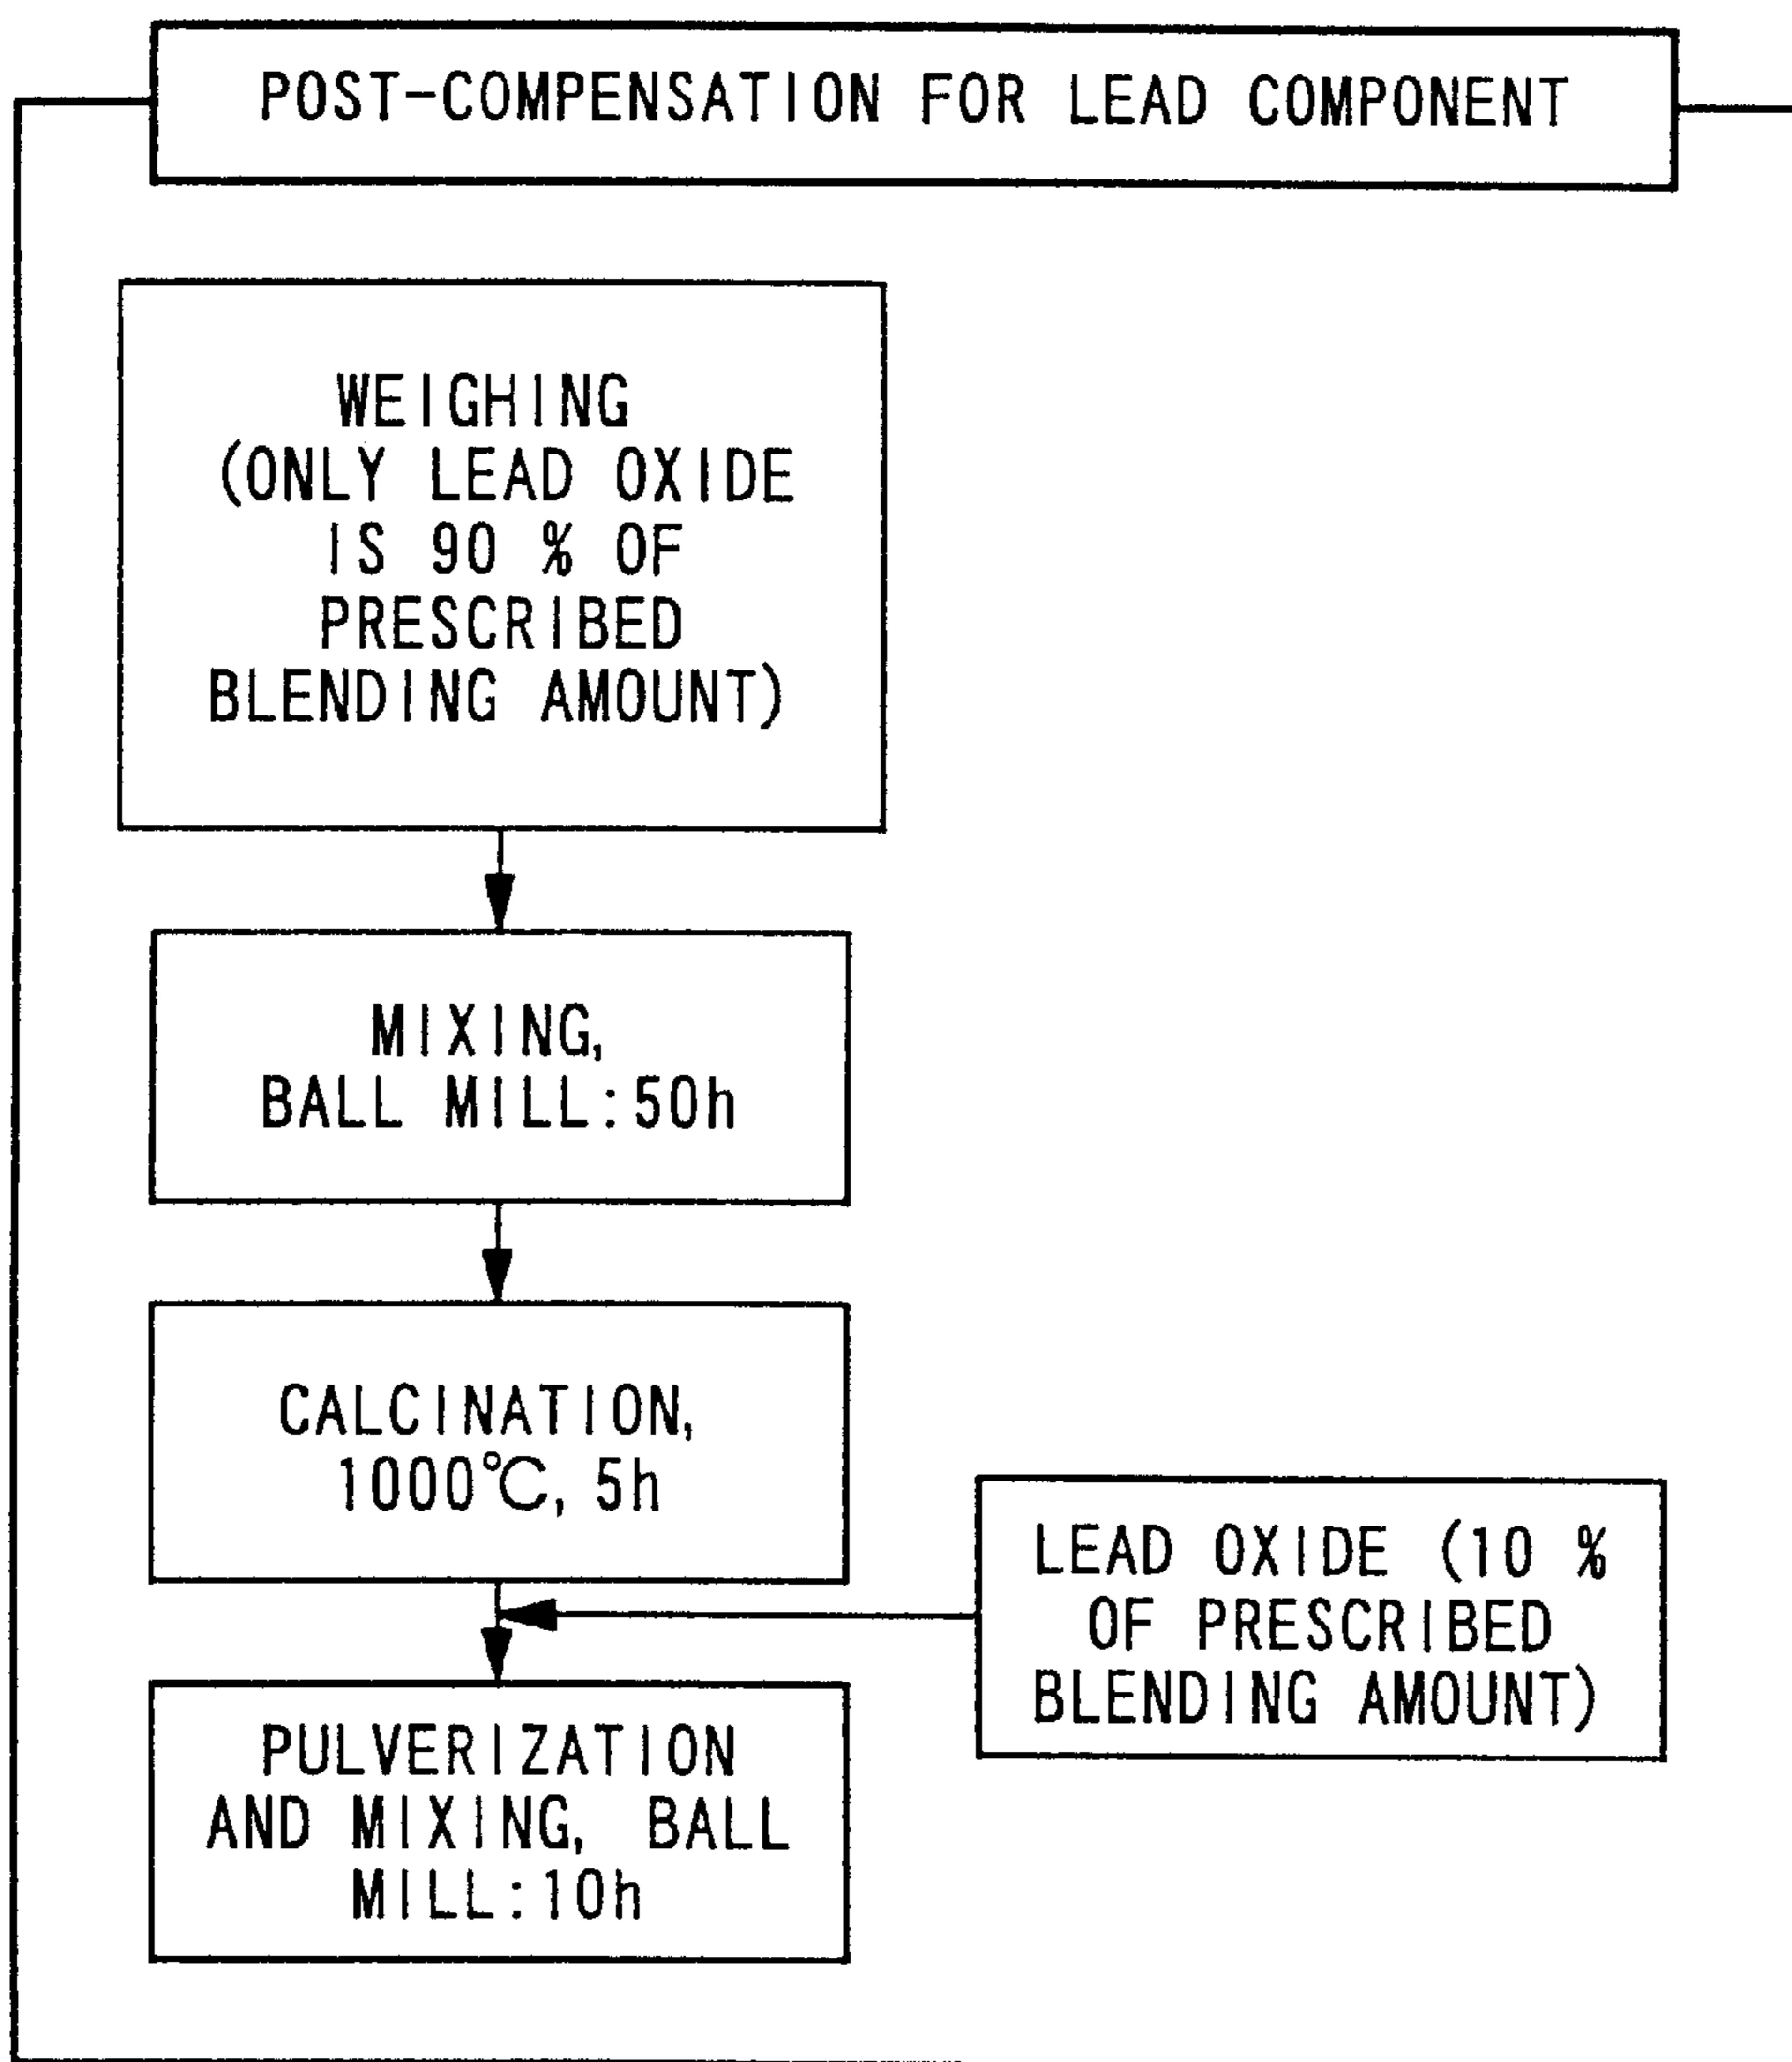 POST-COMPENSATION FOR LEAD COMPONENT
WEIGHING
(ONLY LEAD OXIDE
IS 90 % OF
PRESCRIBED
BLENDING AMOUNT)
MIXING,
BALL MILL:50h
CALCINATION,
1000℃, 5h
LEAD OXIDE (10 %
OF PRESCRIBED
BLENDING AMOUNT)
PULVERIZATION
AND MIXING, BALL
MILL:10h